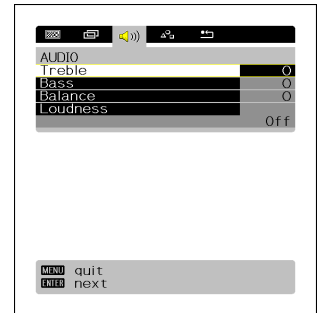 AUDIO
Treble 0
Bass 0
Balance 0
Loudness
Off
MENU quit
ENTER next